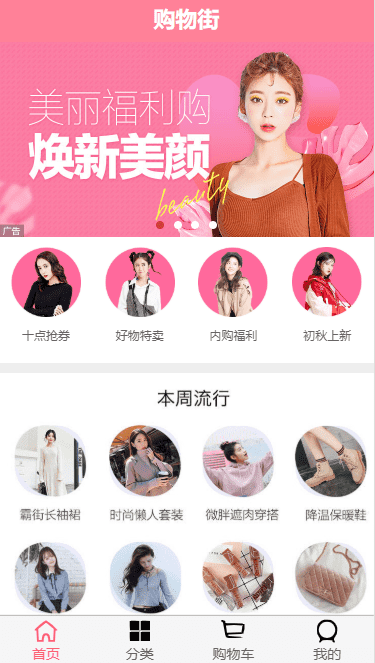 购物街
美丽福利购
焕新美颜
beauty
广告
十点抢券
好物特卖
内购福利
初秋上新
本周流行
霸街长袖裙
时尚懒人套装
微胖遮肉穿搭
降温保暖鞋
首页
分类
购物车
我的